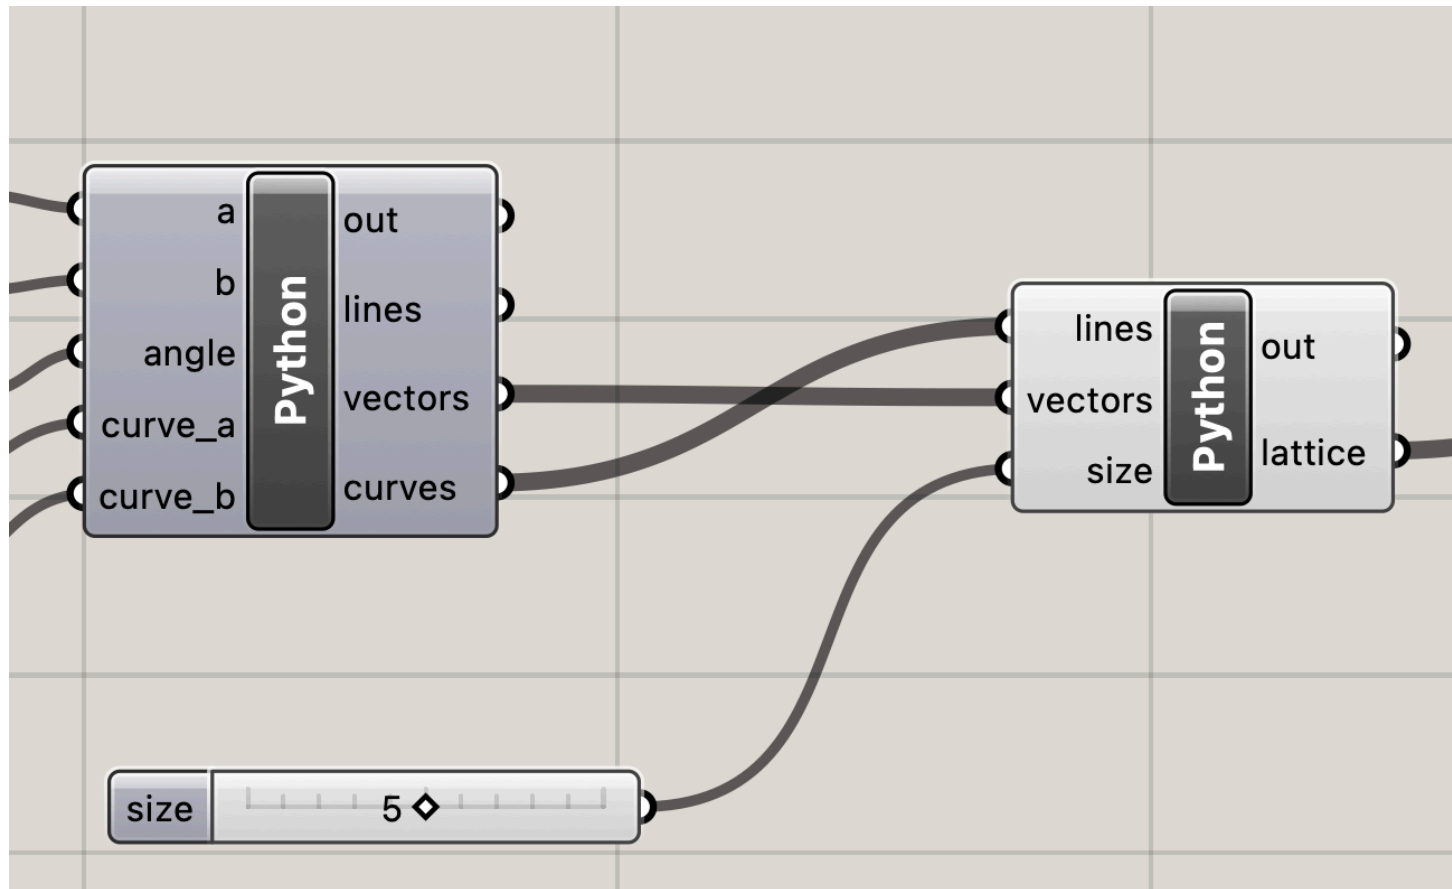 a
b
angle
curve_a
curve_b
Python
out
lines
vectors
curves
lines
vectors
size
Python
out
lattice
size
5